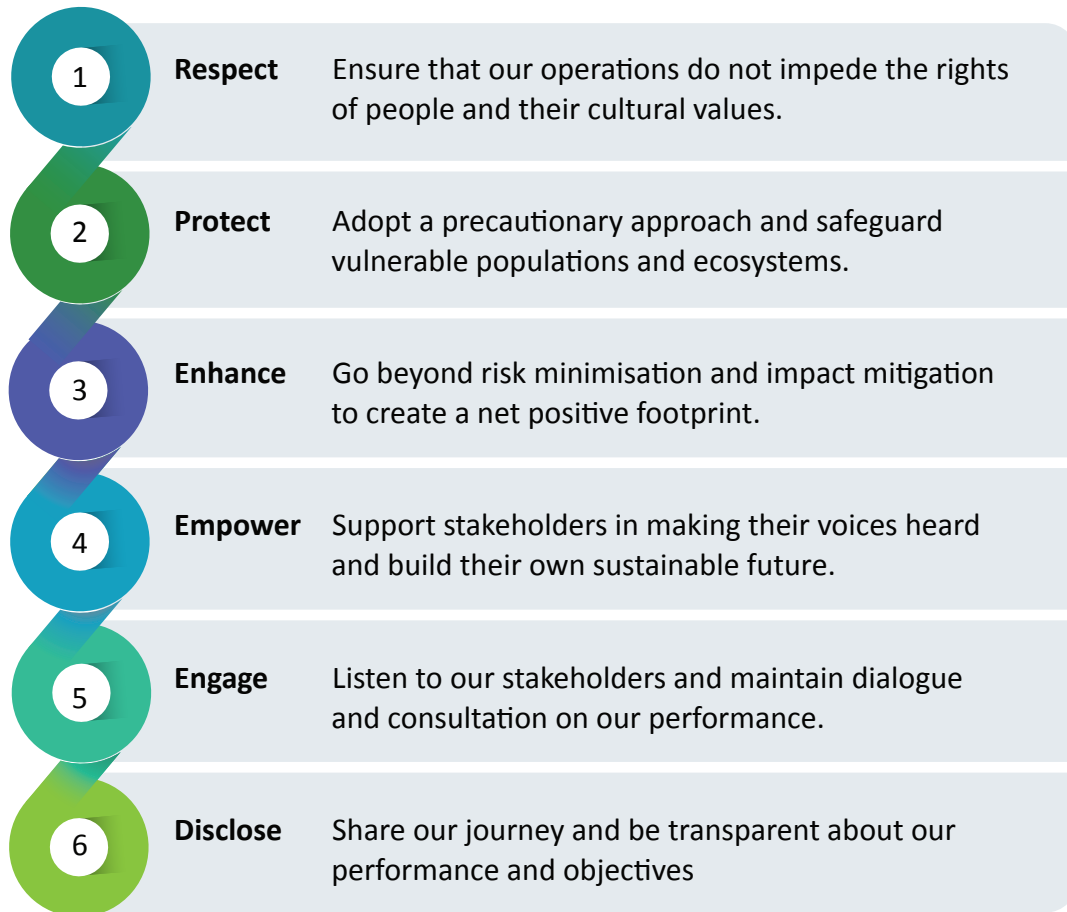 1 Respect Ensure that our operations do not impede the rights
of people and their cultural values.
2 Protect Adopt a precautionary approach and safeguard
vulnerable populations and ecosystems.
3 Enhance Go beyond risk minimisation and impact mitigation
to create a net positive footprint.
4 Empower Support stakeholders in making their voices heard
and build their own sustainable future.
5 Engage Listen to our stakeholders and maintain dialogue
and consultation on our performance.
6 Disclose Share our journey and be transparent about our
performance and objectives